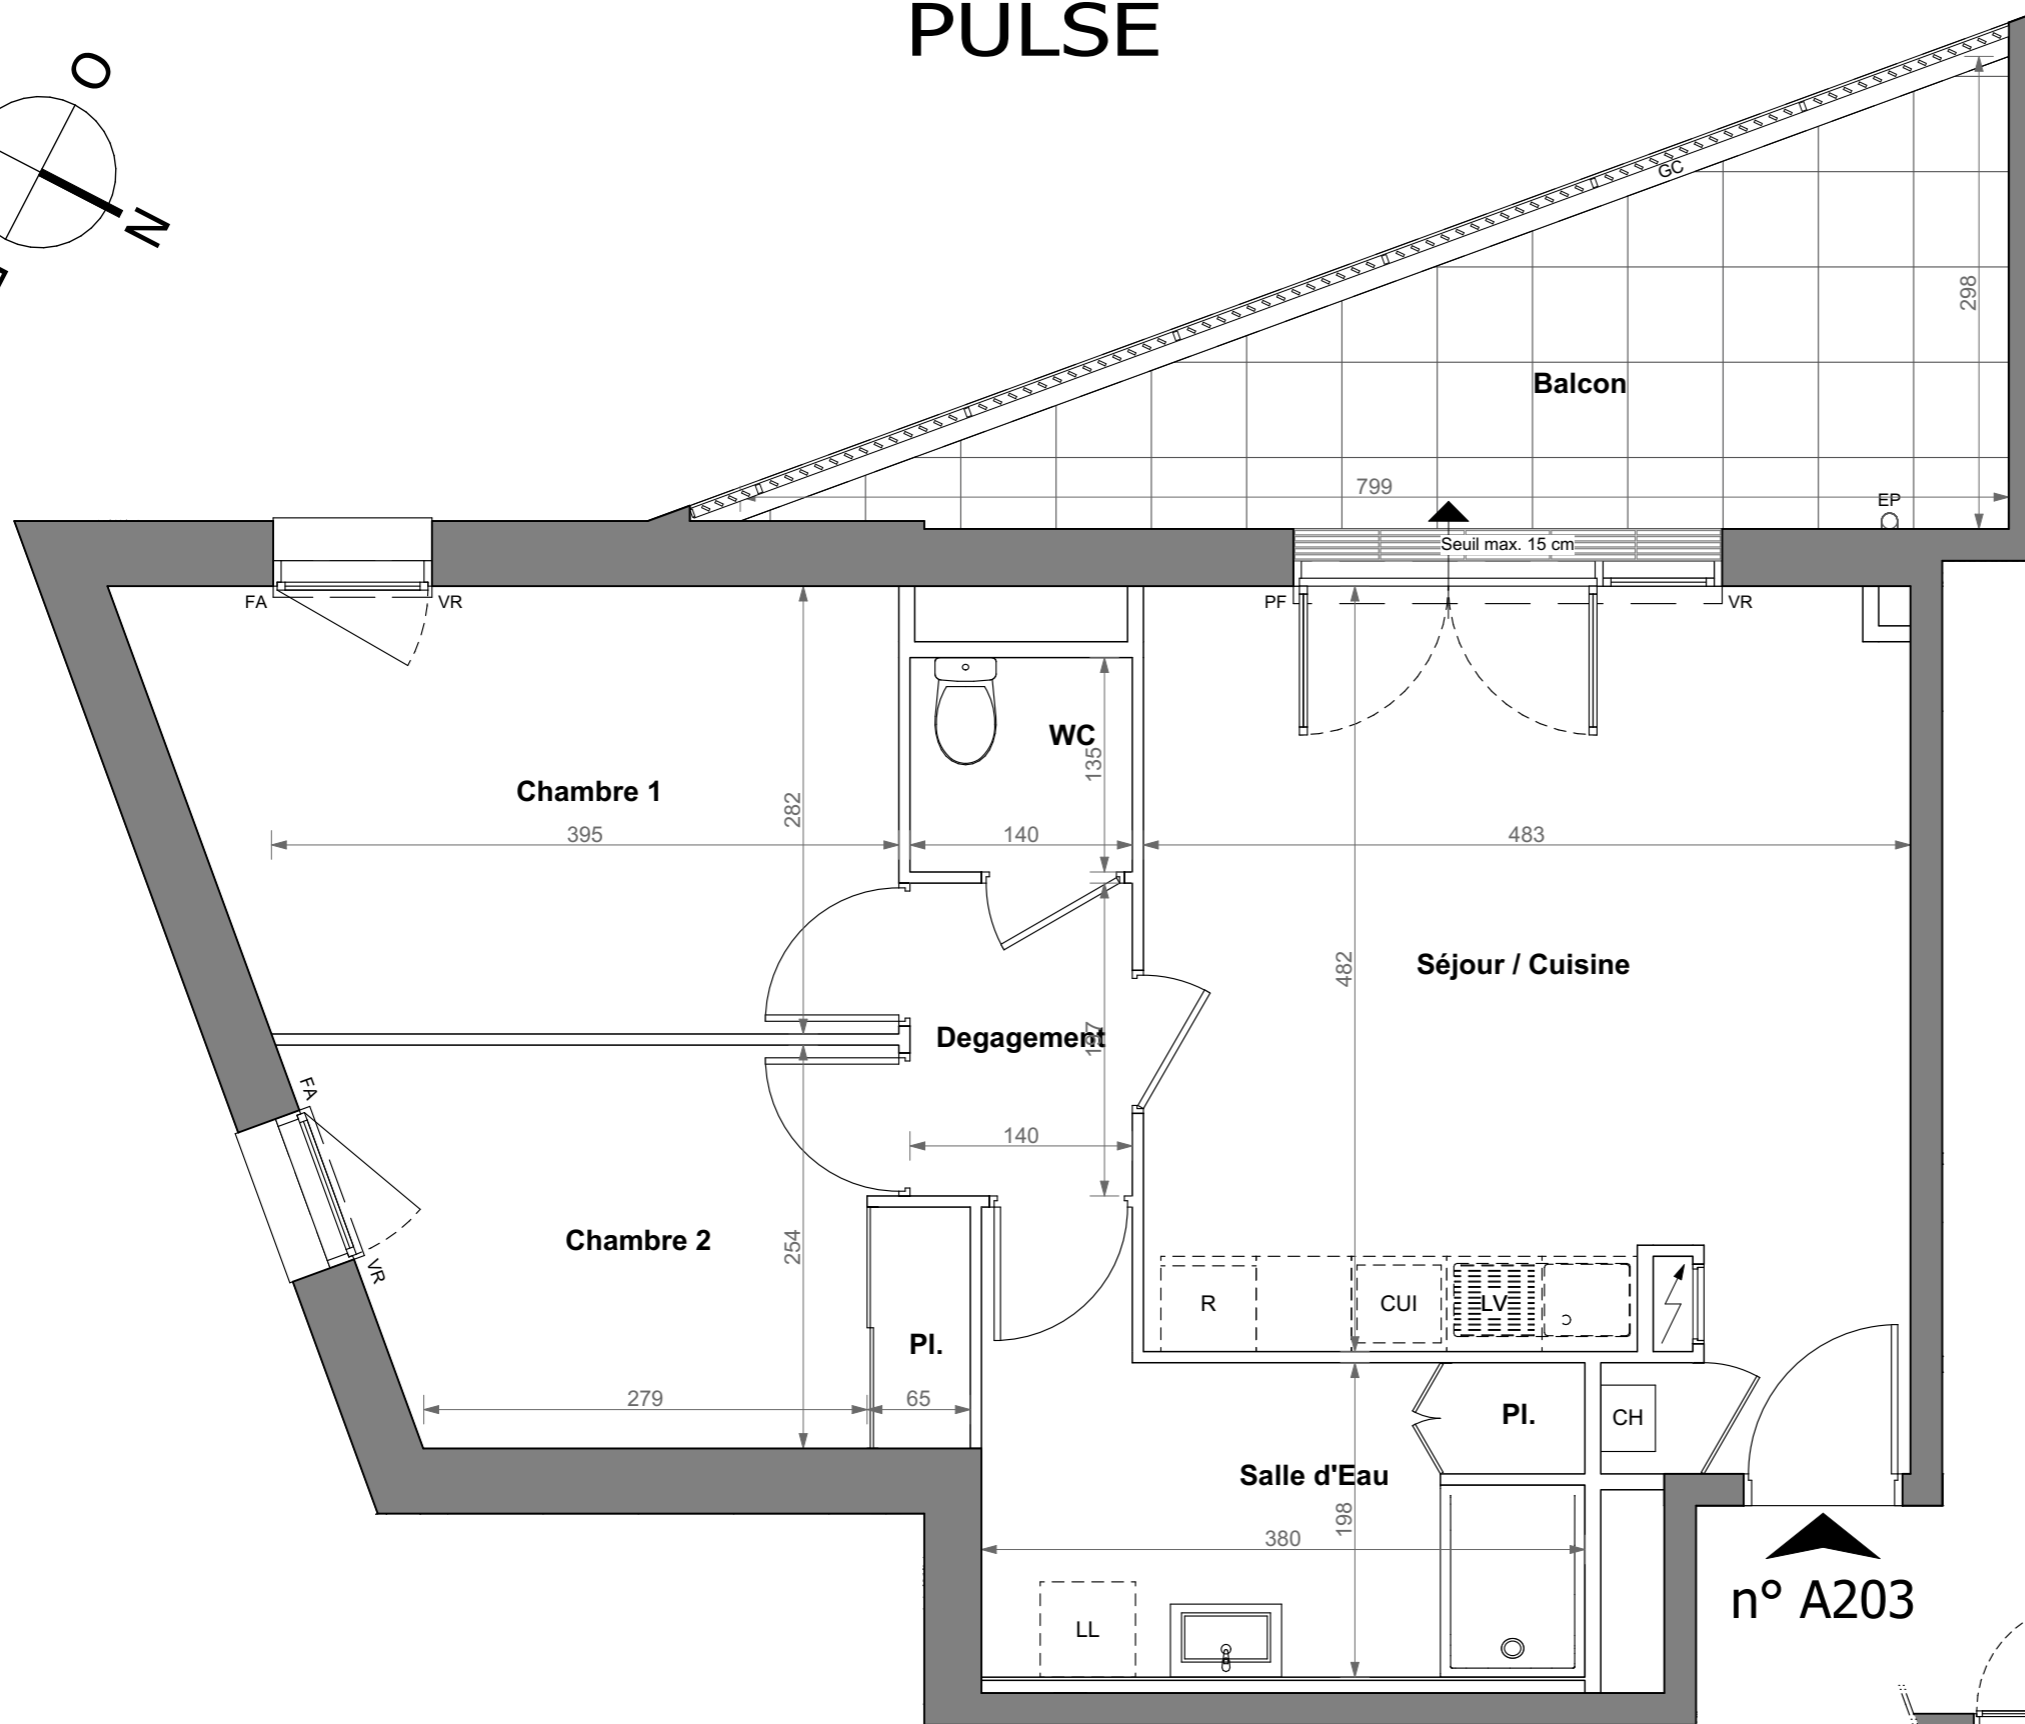 PULSE
O
N
GC
298
Balcon
799
EP
Seuil max. 15 cm
FA
VR
PF
VR
WC
135
Chambre 1
282
395
140
483
482
Séjour / Cuisine
Degagement
FA
140
VR
Chambre 2
254
R
CUI
LV
Pl.
279
65
Pl.
CH
Salle d'Eau
198
380
LL
n° A203